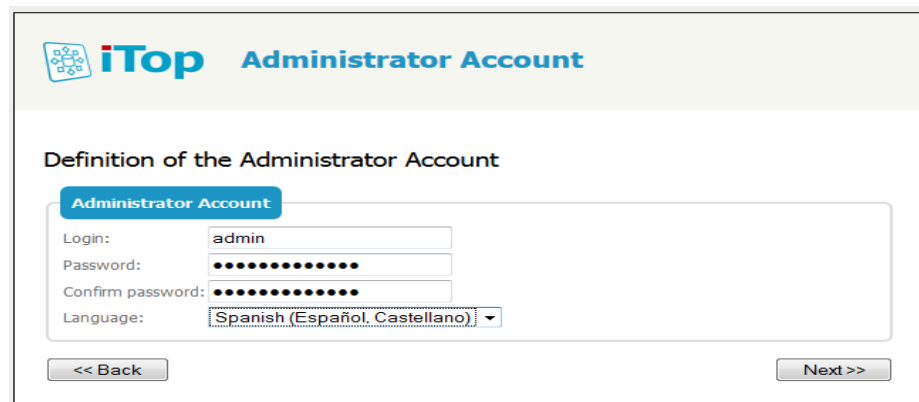 iTop Administrator Account
Definition of the Administrator Account
Administrator Account
Login: admin
Password: •••••••••••••
Confirm password: •••••••••••••
Language: Spanish (Español, Castellano)
<< Back Next >>